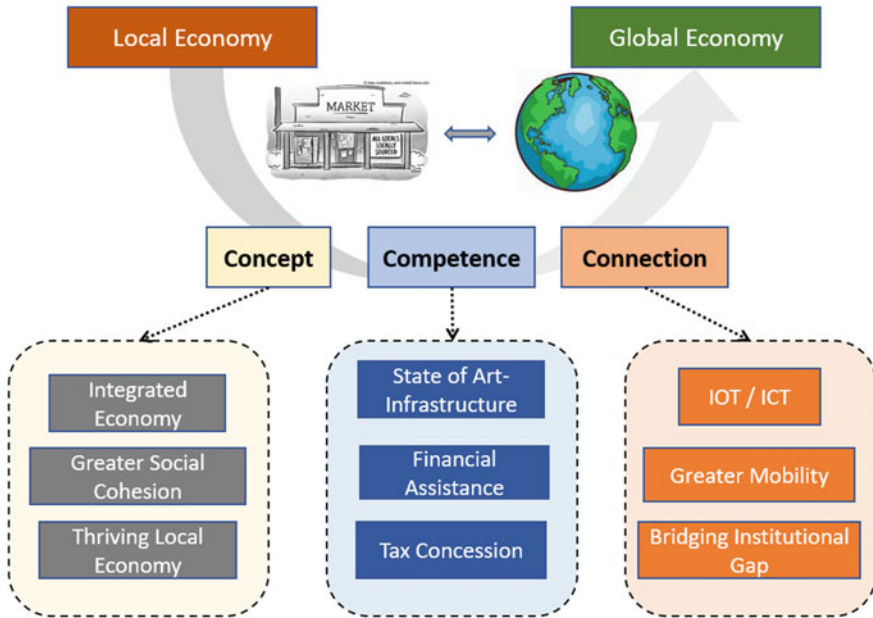 Local Economy
Global Economy
MARKET
ALL LOCALS
LOCALLY
SOURCED
Concept
Competence
Connection
Integrated
Economy
Greater Social
Cohesion
Thriving Local
Economy
State of Art-
Infrastructure
Financial
Assistance
Tax Concession
IOT / ICT
Greater Mobility
Bridging Institutional
Gap